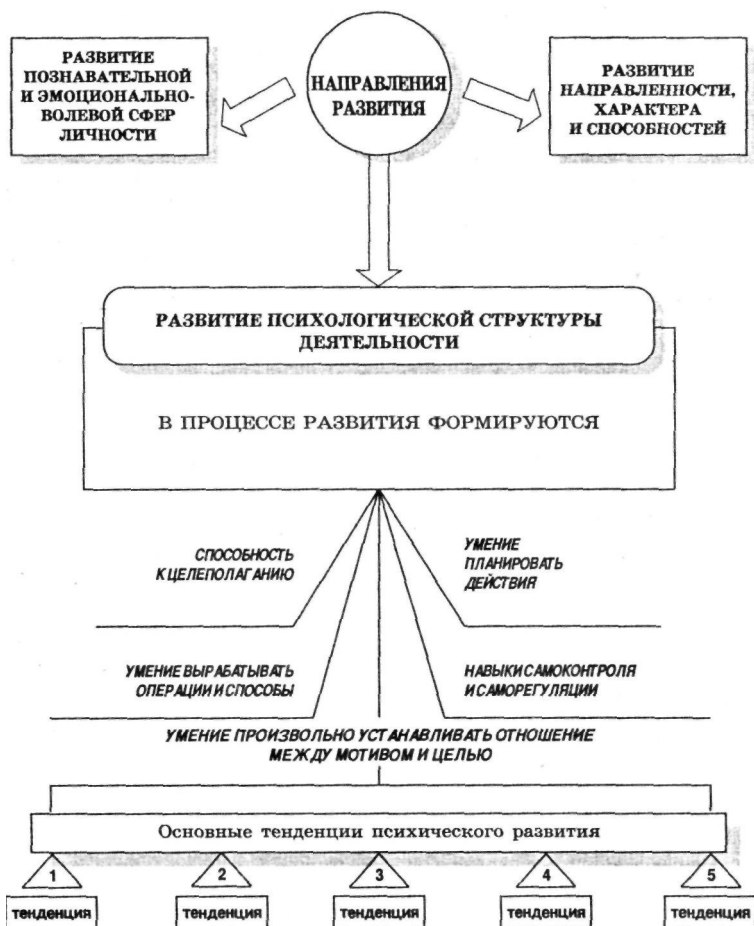 РАЗВИТИЕ
ПОЗНАВАТЕЛЬНОЙ
И ЭМОЦИОНАЛЬНО-
ВОЛЕВОЙ СФЕР
ЛИЧНОСТИ
НАПРАВЛЕНИЯ
РАЗВИТИЯ
РАЗВИТИЕ
НАПРАВЛЕННОСТИ,
ХАРАКТЕРА
И СПОСОБНОСТЕЙ
РАЗВИТИЕ ПСИХОЛОГИЧЕСКОЙ СТРУКТУРЫ
ДЕЯТЕЛЬНОСТИ
В ПРОЦЕССЕ РАЗВИТИЯ ФОРМИРУЮТСЯ
СПОСОБНОСТЬ
К ЦЕЛЕПОЛАГАНИЮ
УМЕНИЕ
ПЛАНИРОВАТЬ
ДЕЙСТВИЯ
УМЕНИЕ ВЫРАБАТЫВАТЬ
ОПЕРАЦИИ И СПОСОБЫ
НАВЫКИ САМОКОНТРОЛЯ
И САМОРЕГУЛЯЦИИ
УМЕНИЕ ПРОИЗВОЛЬНО УСТАНАВЛИВАТЬ ОТНОШЕНИЕ
МЕЖДУ МОТИВОМ И ЦЕЛЬЮ
Основные тенденции психического развития
1 2 3 4 5
тенденция тенденция тенденция тенденция тенденция